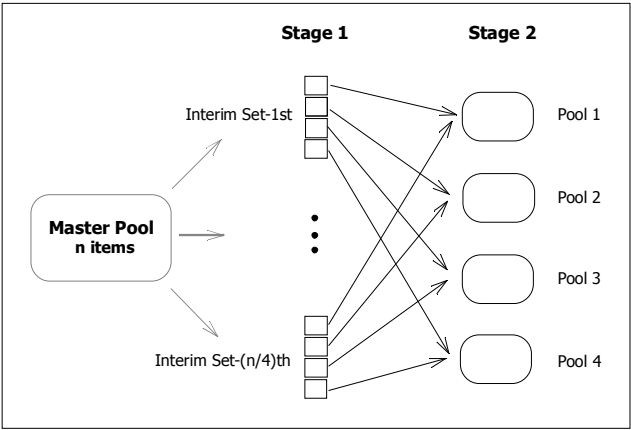 Stage 1
Stage 2
Interim Set-1st
Pool 1
Pool 2
Master Pool
n items
Pool 3
Interim Set-(n/4)th
Pool 4